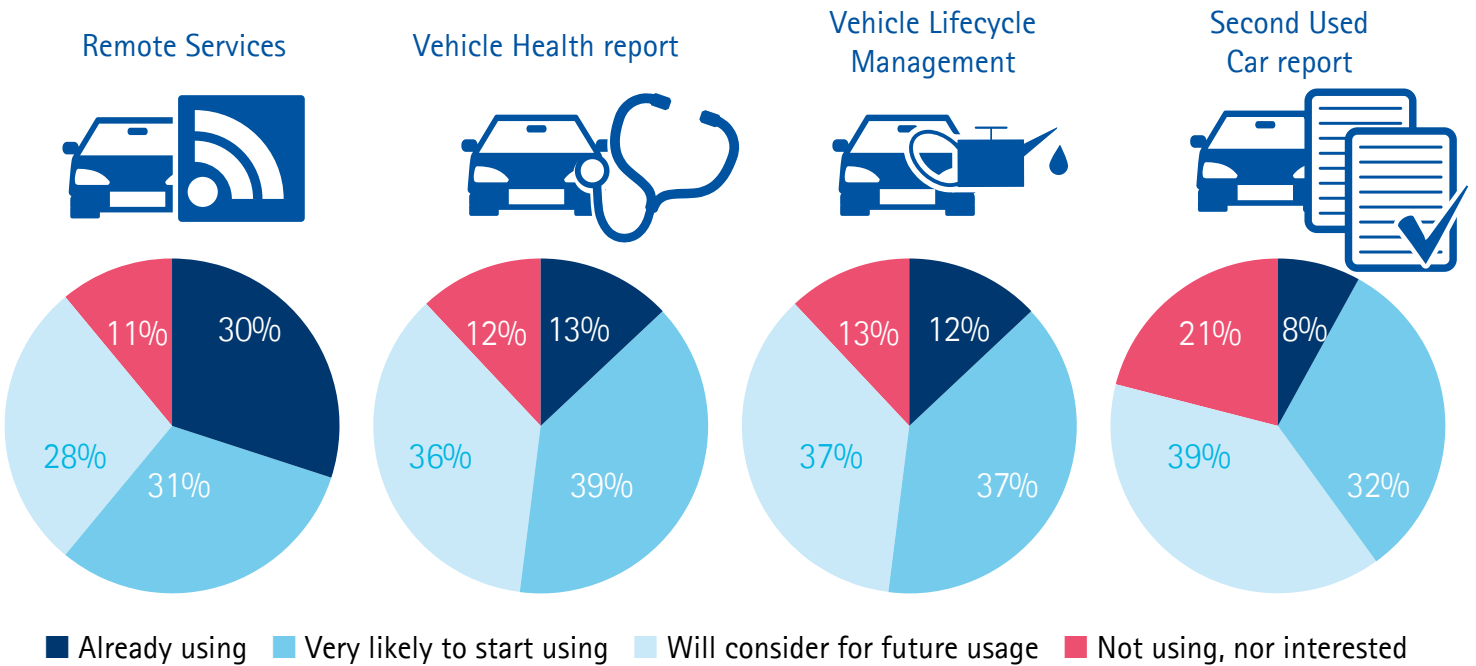 Remote Services
Vehicle Health report
Vehicle Lifecycle
Management
Second Used
Car report
11%
30%
28%
31%
12%
13%
36%
39%
13%
12%
37%
37%
21%
8%
39%
32%
Already using
Very likely to start using
Will consider for future usage
Not using, nor interested